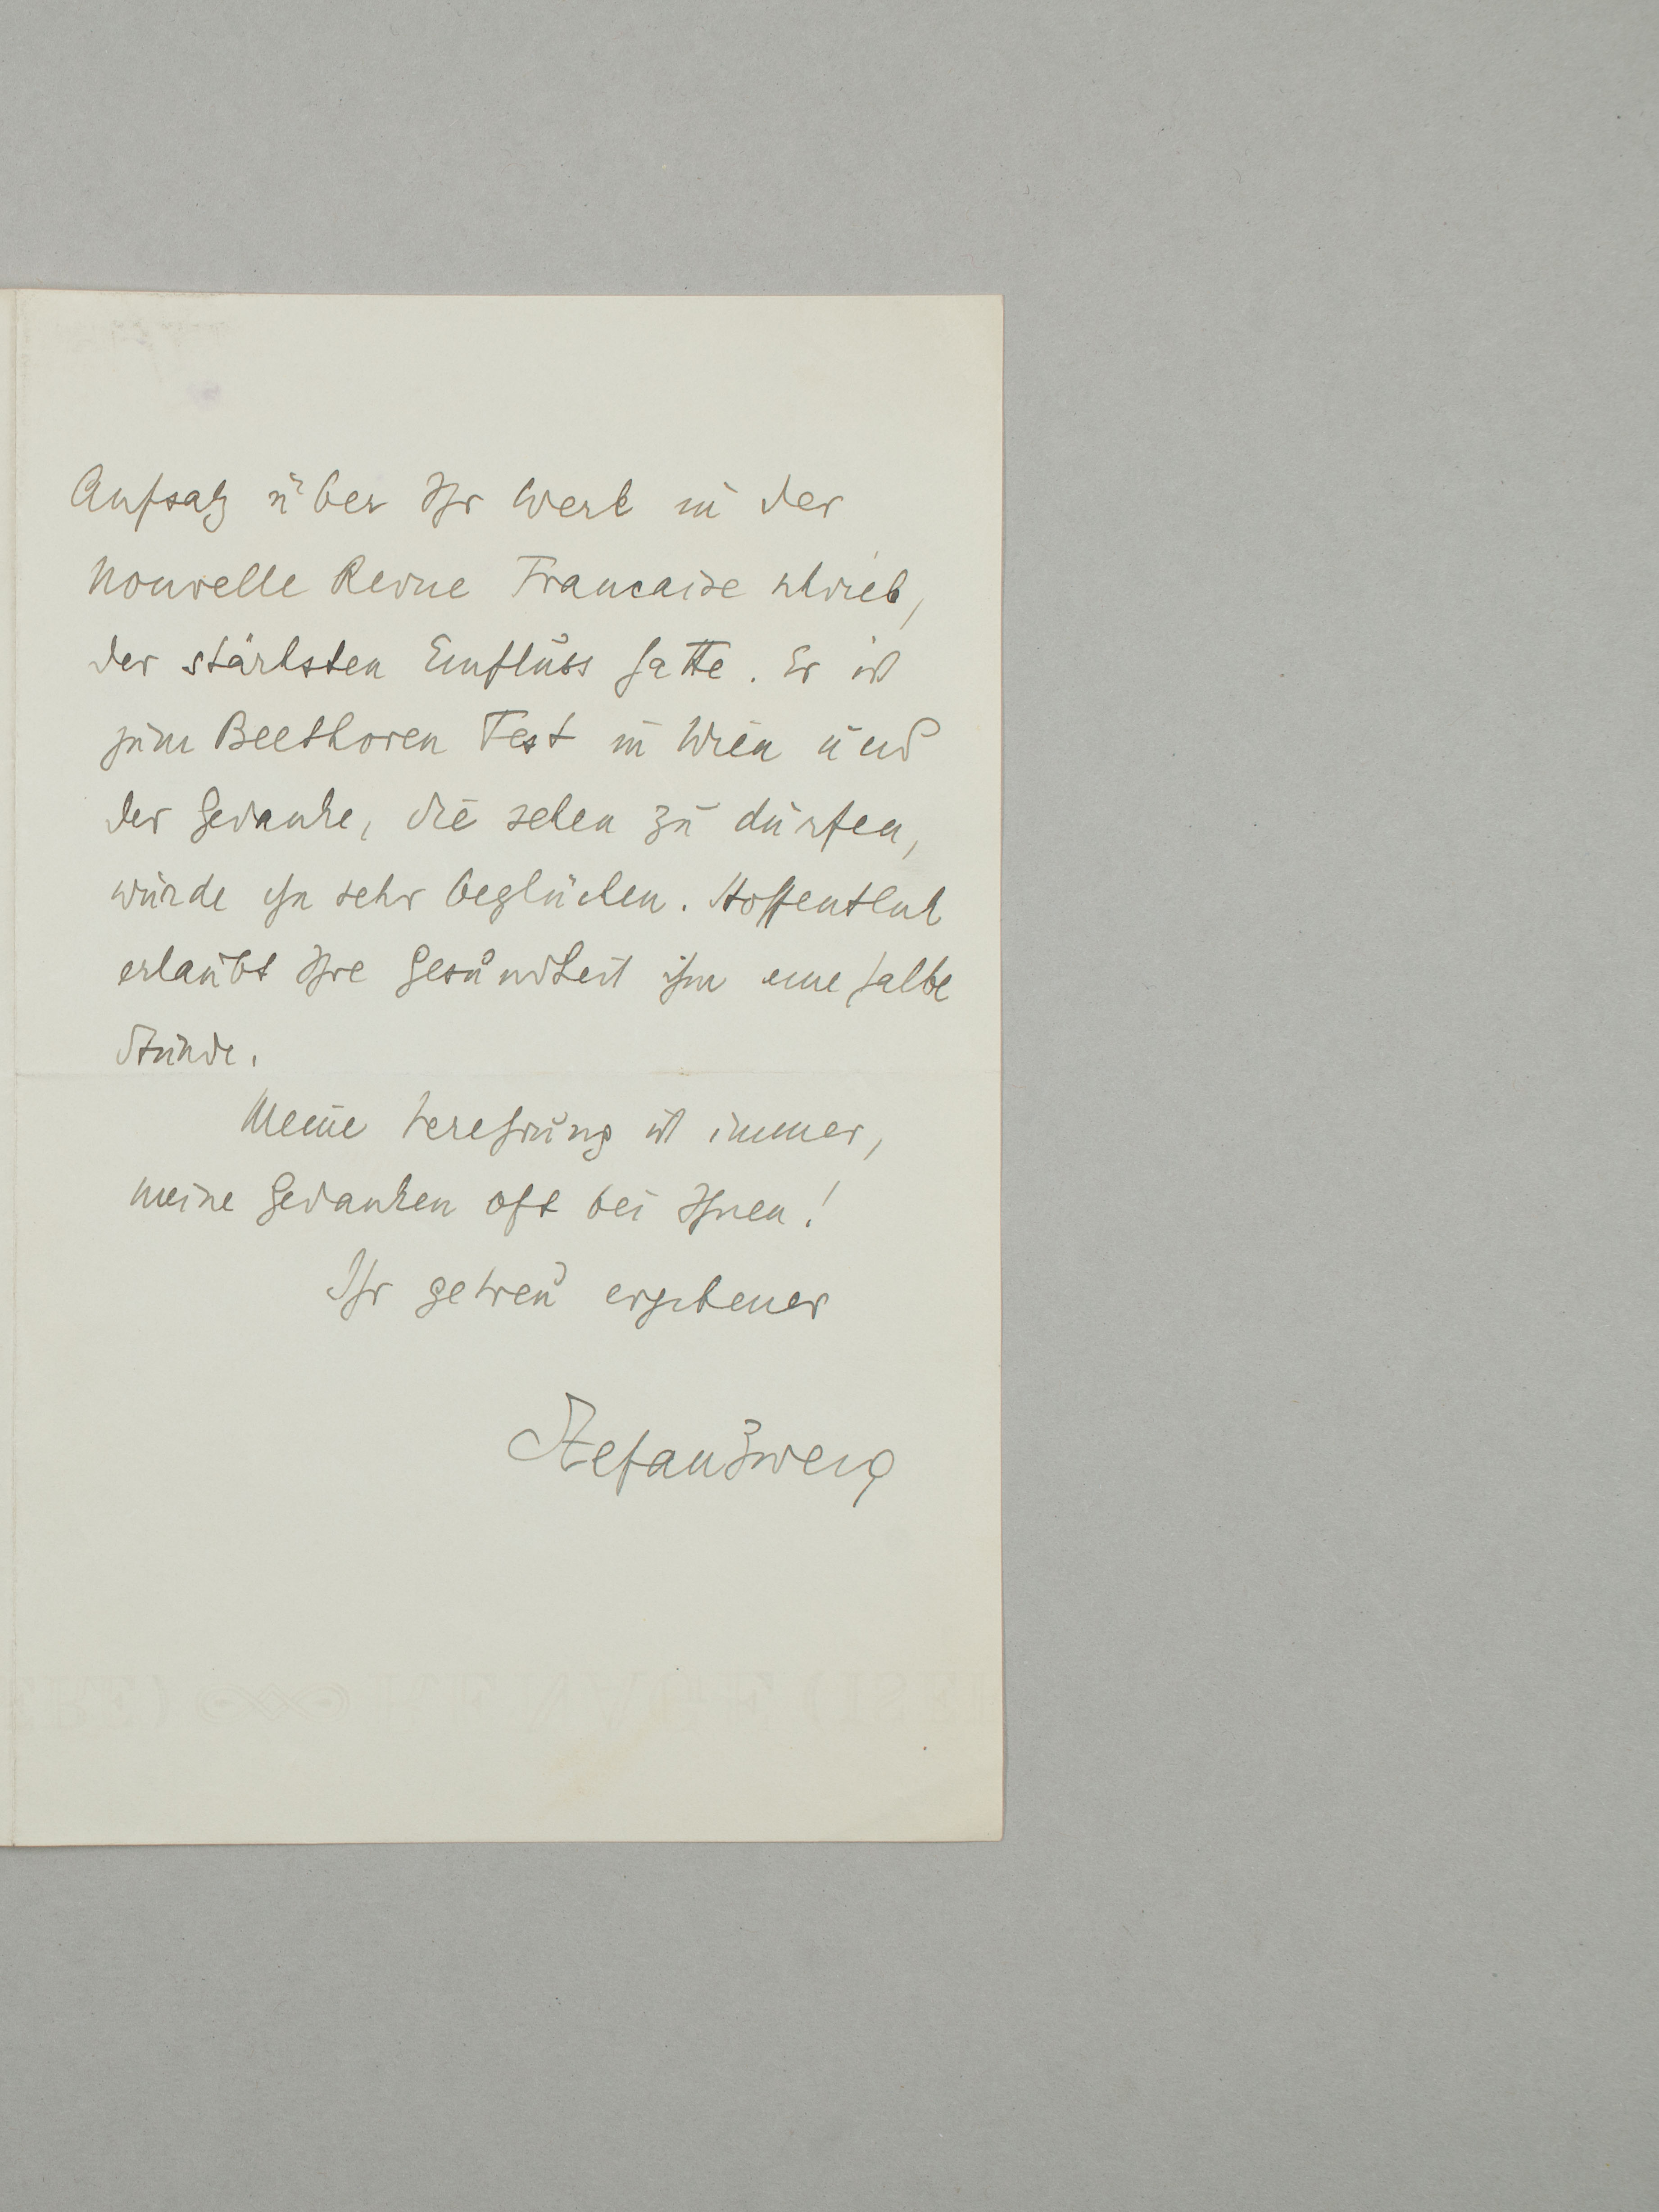 Aufsatz über Ihr Werk in der
Nouvelle Revue Francaise schrieb,
der stärksten Einfluss hatte. Er ist
zum Beethoven Fest in Wien und
der Gedanke, Sie sehen zu dürfen,
würde ihn sehr beglücken. Hoffentlich
erlaubt Ihre Gesundheit ihm eine halbe
Stunde.
Meine Verehrung ist immer,
meine Gedanken oft bei Ihnen!
Ihr getreu ergebener
Stefan Zweig